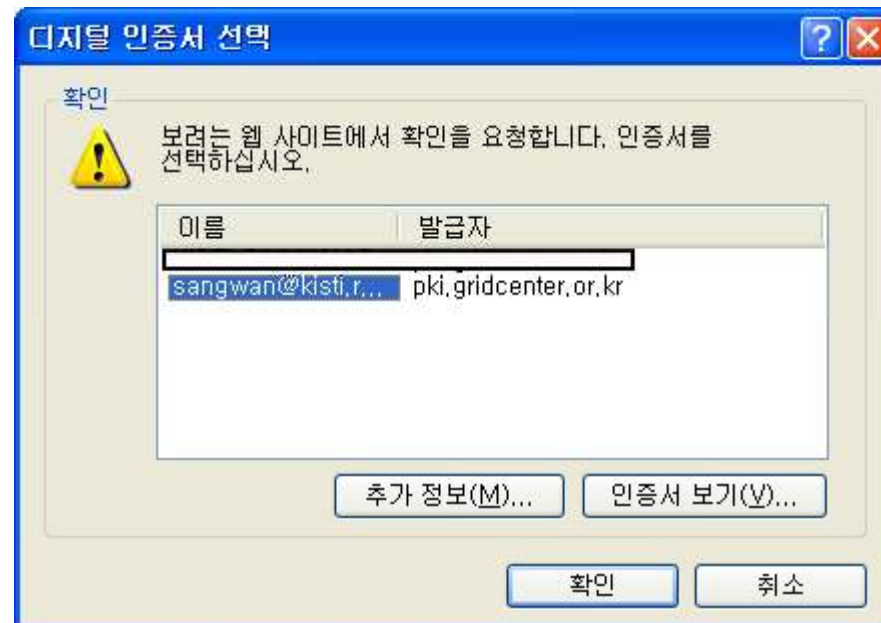 디지털 인증서 선택
확인
보려는 웹 사이트에서 확인을 요청합니다. 인증서를
선택하십시오.
이름 발급자
sangwan@kisti.r... pki.gridcenter.or.kr
추가 정보(M)... 인증서 보기(V)...
확인 취소